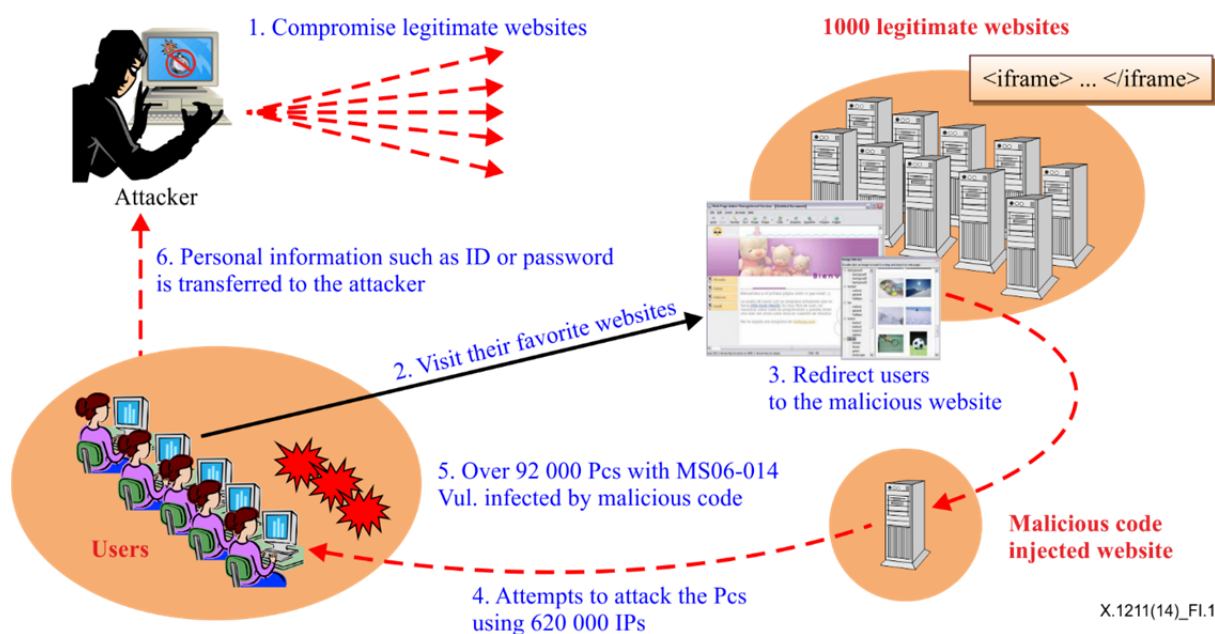 1. Compromise legitimate websites
1000 legitimate websites
<iframe> ... </iframe>
Attacker
6. Personal information such as ID or password
is transferred to the attacker
2. Visit their favorite websites
3. Redirect users
to the malicious website
5. Over 92 000 Pcs with MS06-014
Vul. infected by malicious code
Users
Malicious code
injected website
4. Attempts to attack the Pcs
using 620 000 IPs
X.1211(14)_FI.1